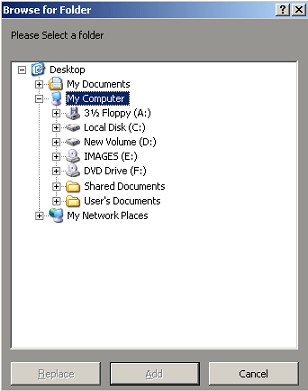 Browse for Folder
Please Select a folder
Desktop
My Documents
My Computer
3½ Floppy (A:)
Local Disk (C:)
New Volume (D:)
IMAGES (E:)
DVD Drive (F:)
Shared Documents
User's Documents
My Network Places
Replace
Add
Cancel